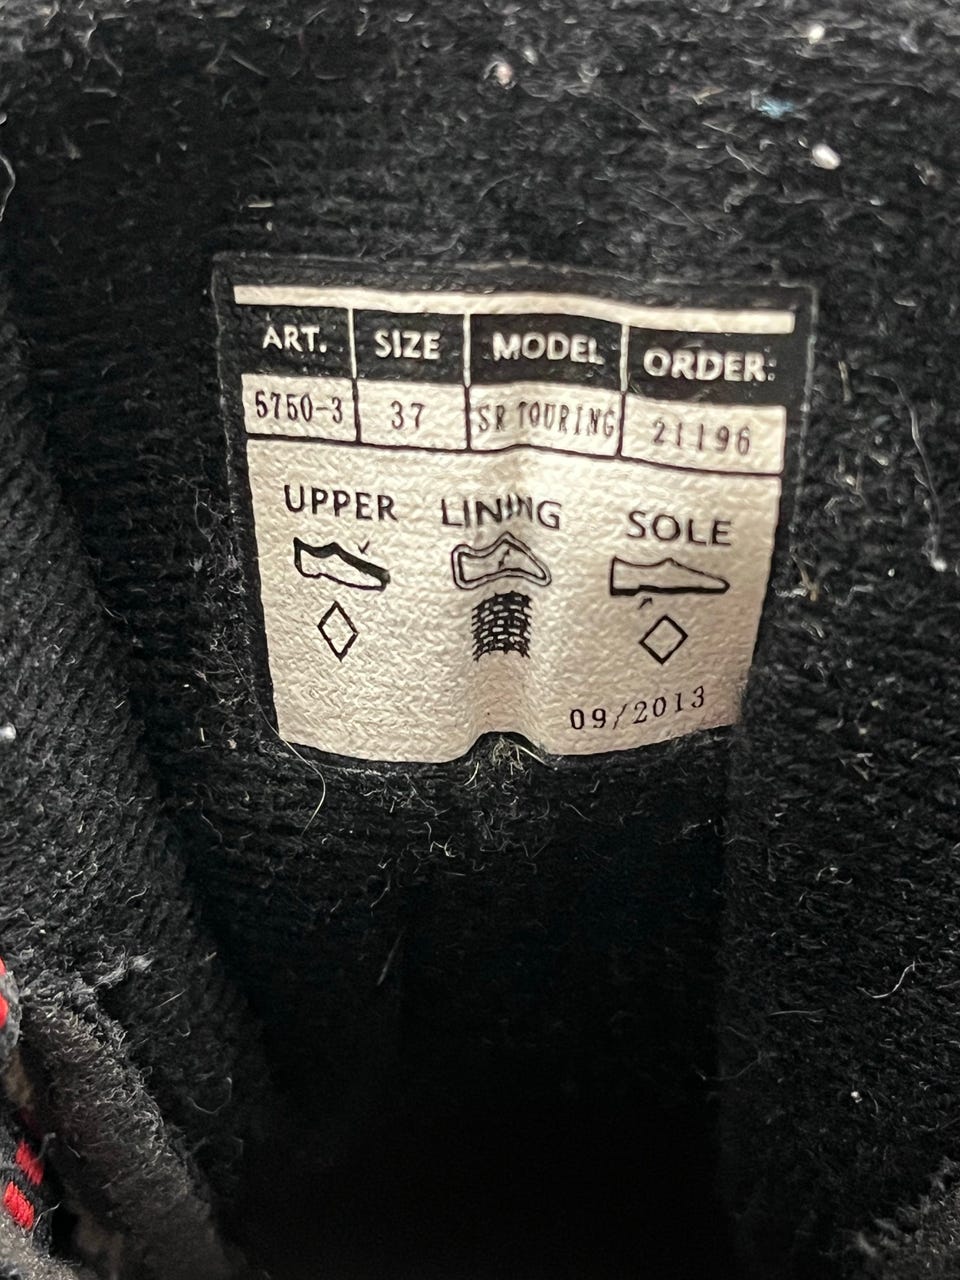 ART. SIZE MODEL ORDER:
5750-3 37 SR TOURING 21196
UPPER LINING SOLE
09/2013